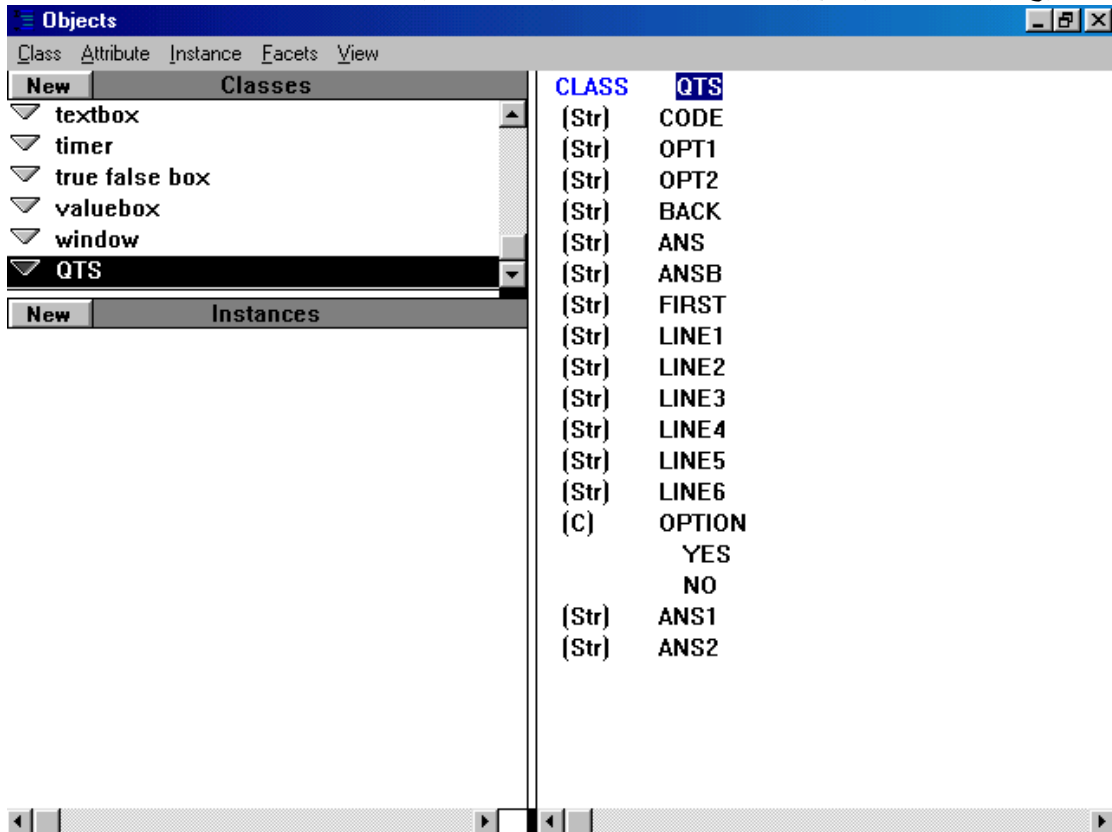 Objects
Class Attribute Instance Facets View
New Classes
textbox
timer
true false box
valuebox
window
QTS
New Instances
CLASS QTS
(Str) CODE
(Str) OPT1
(Str) OPT2
(Str) BACK
(Str) ANS
(Str) ANSB
(Str) FIRST
(Str) LINE1
(Str) LINE2
(Str) LINE3
(Str) LINE4
(Str) LINE5
(Str) LINE6
(C) OPTION
YES
NO
(Str) ANS1
(Str) ANS2